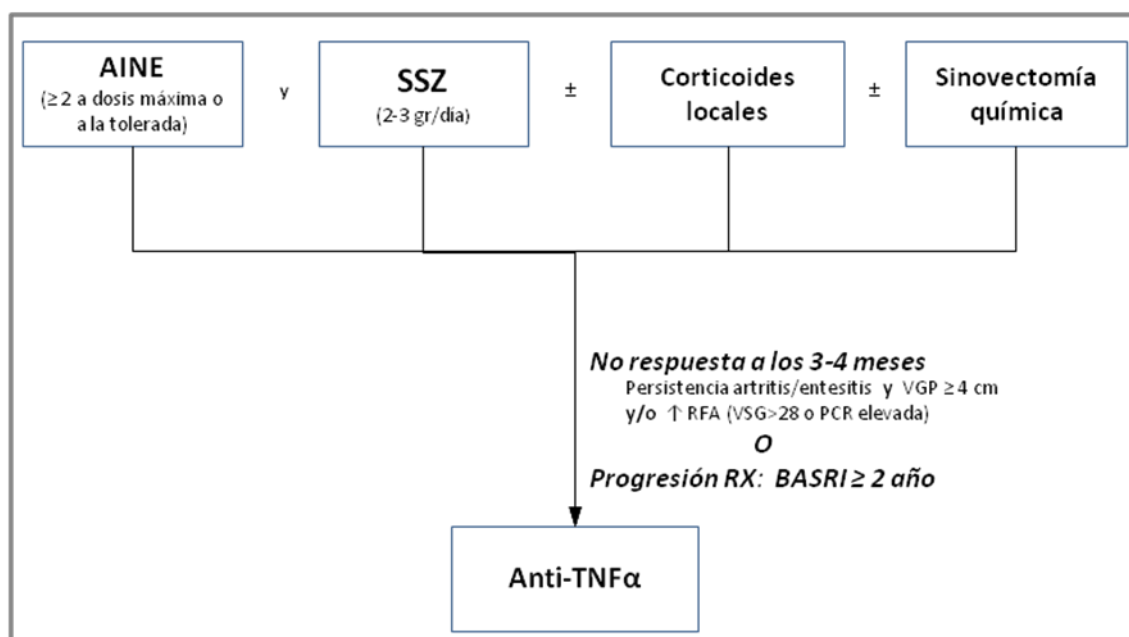 AINE
(≥2 a dosis máxima o
a la tolerada)
y
SSZ
(2-3 gr/día)
±
Corticoides
locales
±
Sinovectomía
química
No respuesta a los 3-4 meses
Persistencia artritis/entesitis y VGP ≥4 cm
y/o ↑ RFA (VSG>28 o PCR elevada)
O
Progresión RX: BASRI ≥ 2 año
Anti-TNFα